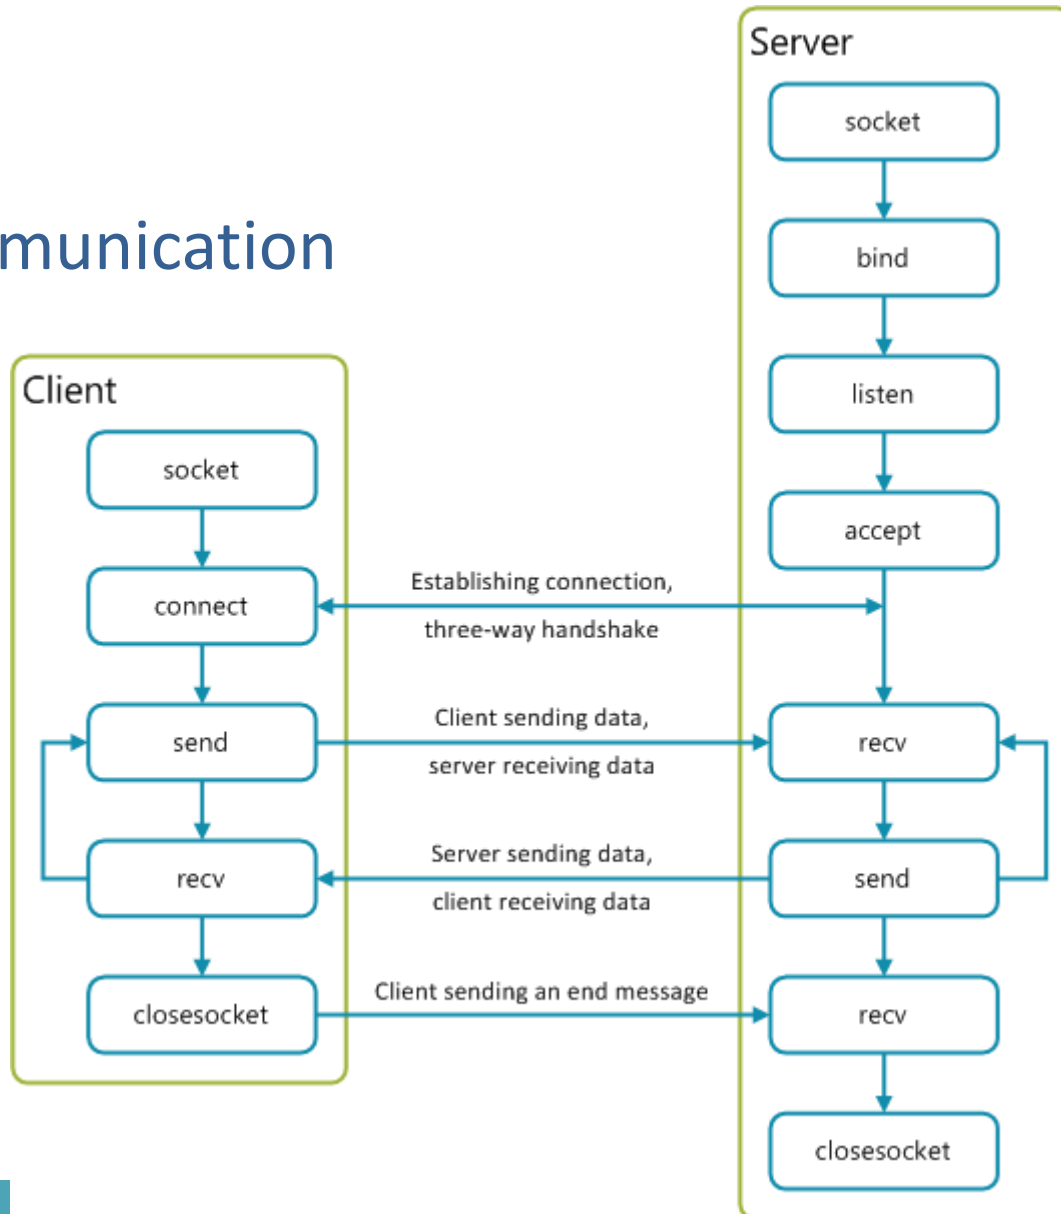 munication
Client
socket
connect
send
recv
closesocket
Establishing connection,
three-way handshake
Client sending data,
server receiving data
Server sending data,
client receiving data
Client sending an end message
Server
socket
bind
listen
accept
recv
send
recv
closesocket